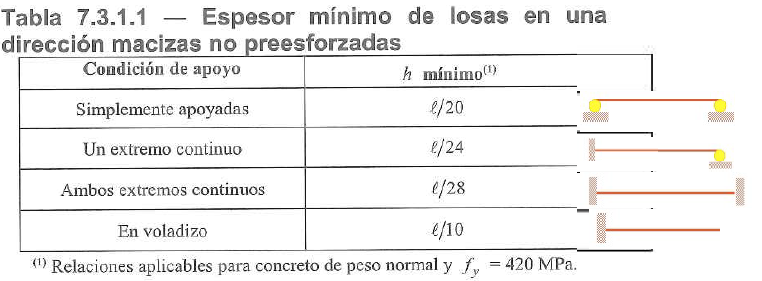 Tabla 7.3.1.1 — Espesor mínimo de losas en una
dirección macizas no preesforzadas
Condición de apoyo h mínimo(1)
Simplemente apoyadas ℓ/20
Un extremo continuo ℓ/24
Ambos extremos continuos ℓ/28
En voladizo ℓ/10
(1) Relaciones aplicables para concreto de peso normal y fy = 420 MPa.